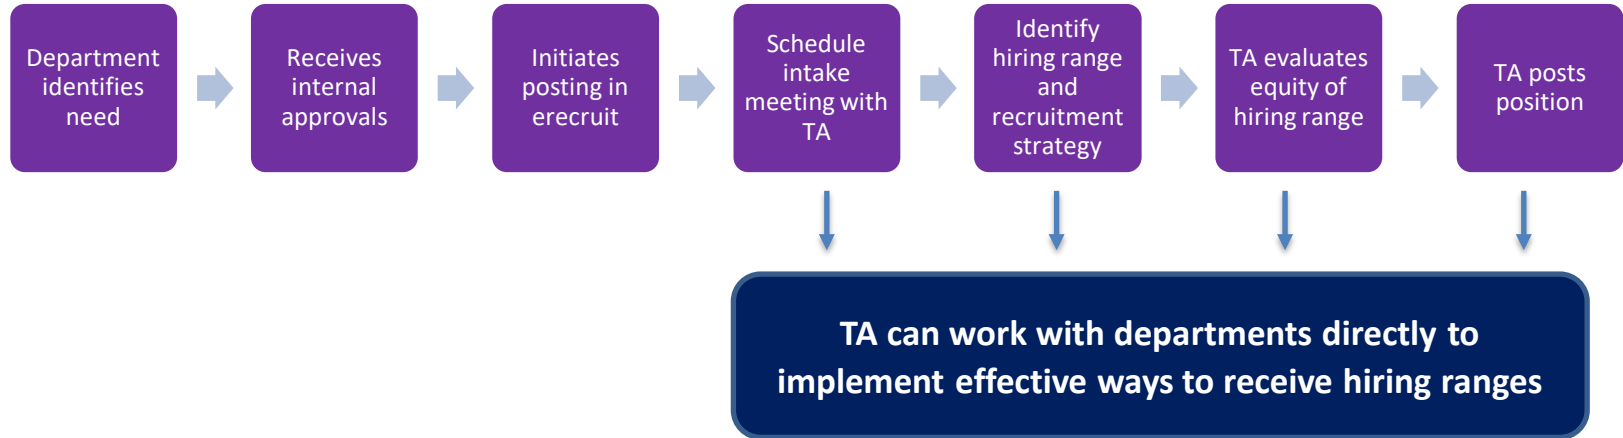 Department
identifies
need
Receives
internal
approvals
Initiates
posting in
erecruit
Schedule
intake
meeting with
TA
Identify
hiring range
and
recruitment
strategy
TA evaluates
equity of
hiring range
TA posts
position
TA can work with departments directly to
implement effective ways to receive hiring ranges